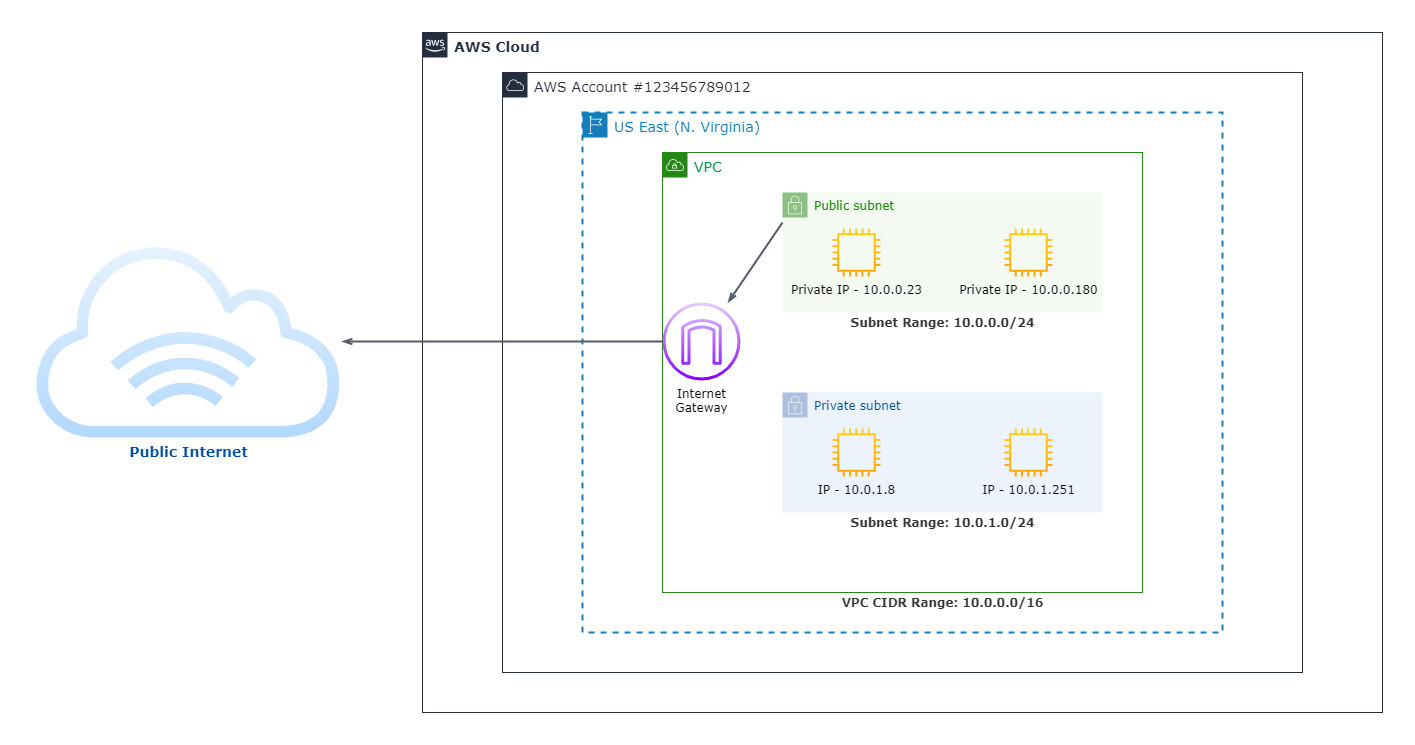 aws
AWS Cloud
AWS Account #123456789012
US East (N. Virginia)
VPC
Public subnet
Private IP - 10.0.0.23
Private IP - 10.0.0.180
Subnet Range: 10.0.0.0/24
Internet
Gateway
Private subnet
IP - 10.0.1.8
IP - 10.0.1.251
Subnet Range: 10.0.1.0/24
VPC CIDR Range: 10.0.0.0/16
Public Internet